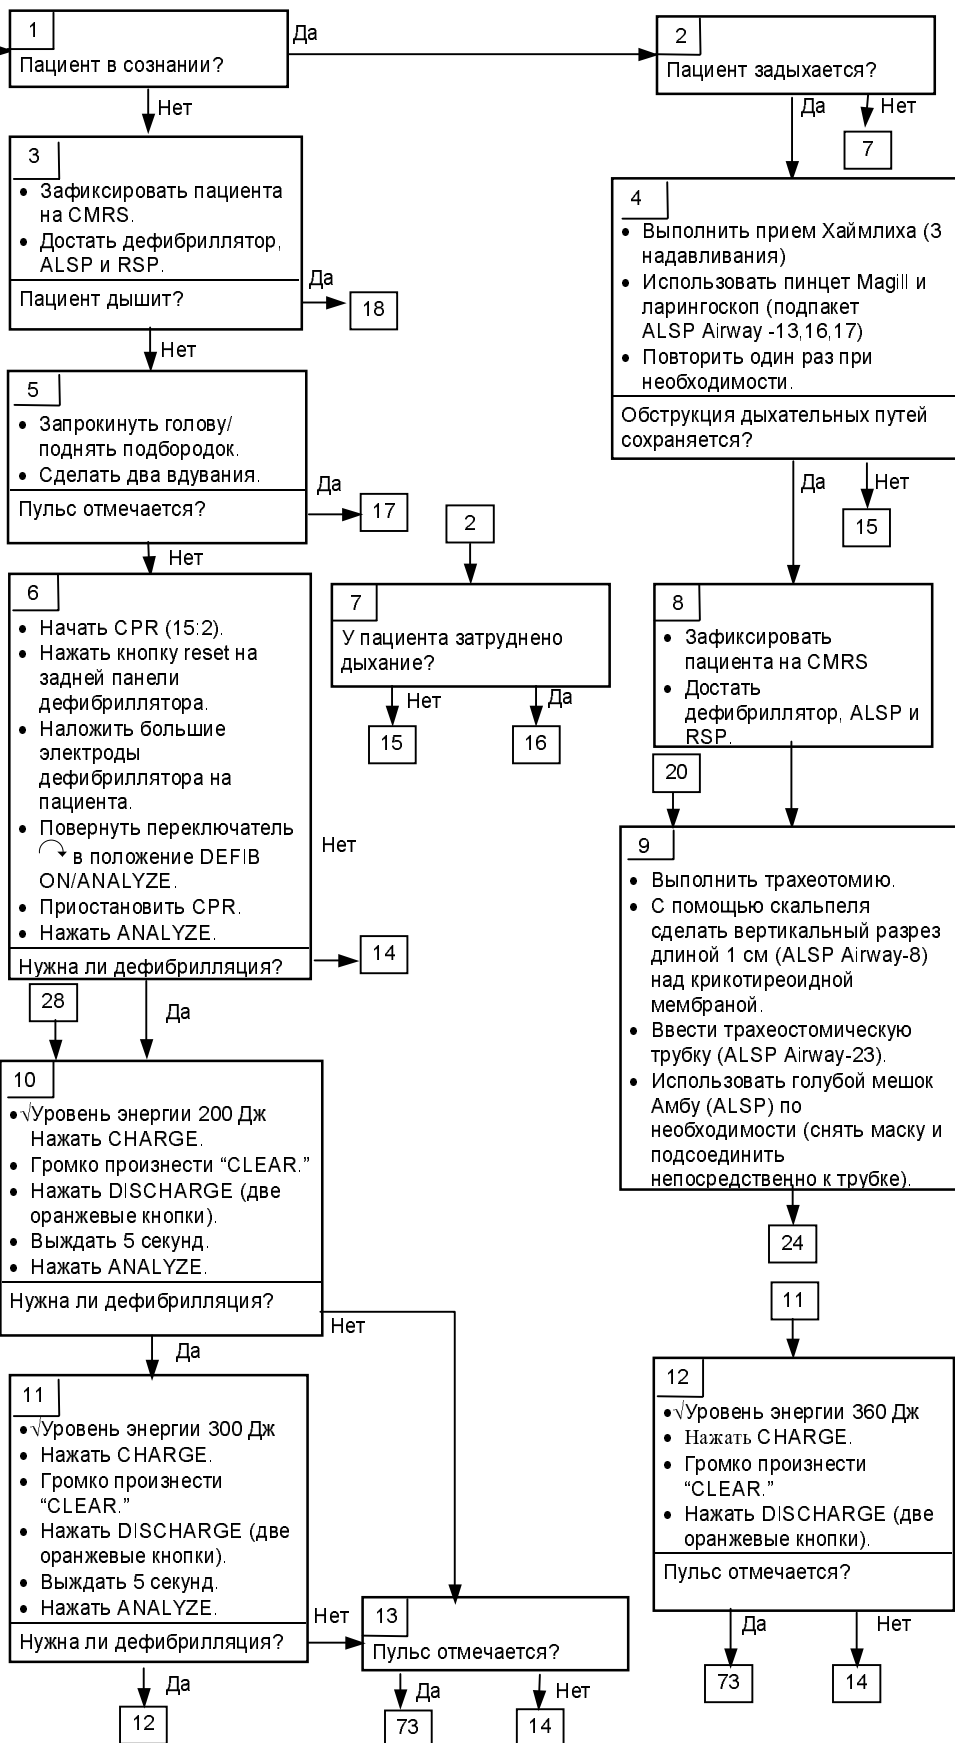 1
Пациент в сознании?
Да
Нет
2
Пациент задыхается?
Да
Нет
7
3
• Зафиксировать пациента
на CMRS.
• Достать дефибриллятор,
ALSP и RSP.
Пациент дышит?
Да
18
Нет
4
• Выполнить прием Хаймлиха (3
надавливания)
• Использовать пинцет Magill и
ларингоскоп (подпакет
ALSP Airway -13,16,17)
• Повторить один раз при
необходимости.
Обструкция дыхательных путей
сохраняется?
Да
Нет
15
5
• Запрокинуть голову/
поднять подбородок.
• Сделать два вдувания.
Пульс отмечается?
Да
17
Нет
6
• Начать CPR (15:2).
• Нажать кнопку reset на
задней панели
дефибриллятора.
• Наложить большие
электроды
дефибриллятора на
пациента.
• Повернуть переключатель
в положение DEFIB
ON/ANALYZE.
• Приостановить CPR.
• Нажать ANALYZE.
Нужна ли дефибрилляция?
Нет
14
28
Да
2
7
У пациента затруднено
дыхание?
Нет
Да
15
16
8
• Зафиксировать
пациента на CMRS
• Достать
дефибриллятор, ALSP и
RSP.
20
9
• Выполнить трахеотомию.
• С помощью скальпеля
сделать вертикальный разрез
длиной 1 см (ALSP Airway-8)
над крикотиреоидной
мембраной.
• Ввести трахеостомическую
трубку (ALSP Airway-23).
• Использовать голубой мешок
Амбу (ALSP) по
необходимости (снять маску и
подсоединить
непосредственно к трубке).
24
10
•√Уровень энергии 200 Дж
Нажать CHARGE.
• Громко произнести “CLEAR.”
• Нажать DISCHARGE (две
оранжевые кнопки).
• Выждать 5 секунд.
• Нажать ANALYZE.
Нужна ли дефибрилляция?
Нет
Да
11
•√Уровень энергии 300 Дж
• Нажать CHARGE.
• Громко произнести
“CLEAR.”
• Нажать DISCHARGE (две
оранжевые кнопки).
• Выждать 5 секунд.
• Нажать ANALYZE.
Нужна ли дефибрилляция?
Нет
Да
12
13
Пульс отмечается?
Да
Нет
73
14
11
12
•√Уровень энергии 360 Дж
• Нажать CHARGE.
• Громко произнести
“CLEAR.”
• Нажать DISCHARGE (две
оранжевые кнопки).
Пульс отмечается?
Да
Нет
73
14